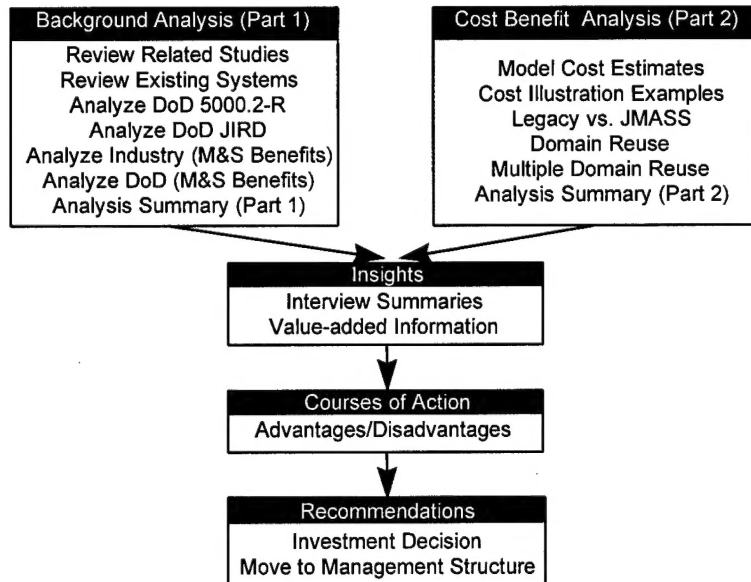 Background Analysis (Part 1)
Review Related Studies
Review Existing Systems
Analyze DoD 5000.2-R
Analyze DoD JIRD
Analyze Industry (M&S Benefits)
Analyze DoD (M&S Benefits)
Analysis Summary (Part 1)
Cost Benefit Analysis (Part 2)
Model Cost Estimates
Cost Illustration Examples
Legacy vs. JMASS
Domain Reuse
Multiple Domain Reuse
Analysis Summary (Part 2)
Insights
Interview Summaries
Value-added Information
Courses of Action
Advantages/Disadvantages
Recommendations
Investment Decision
Move to Management Structure